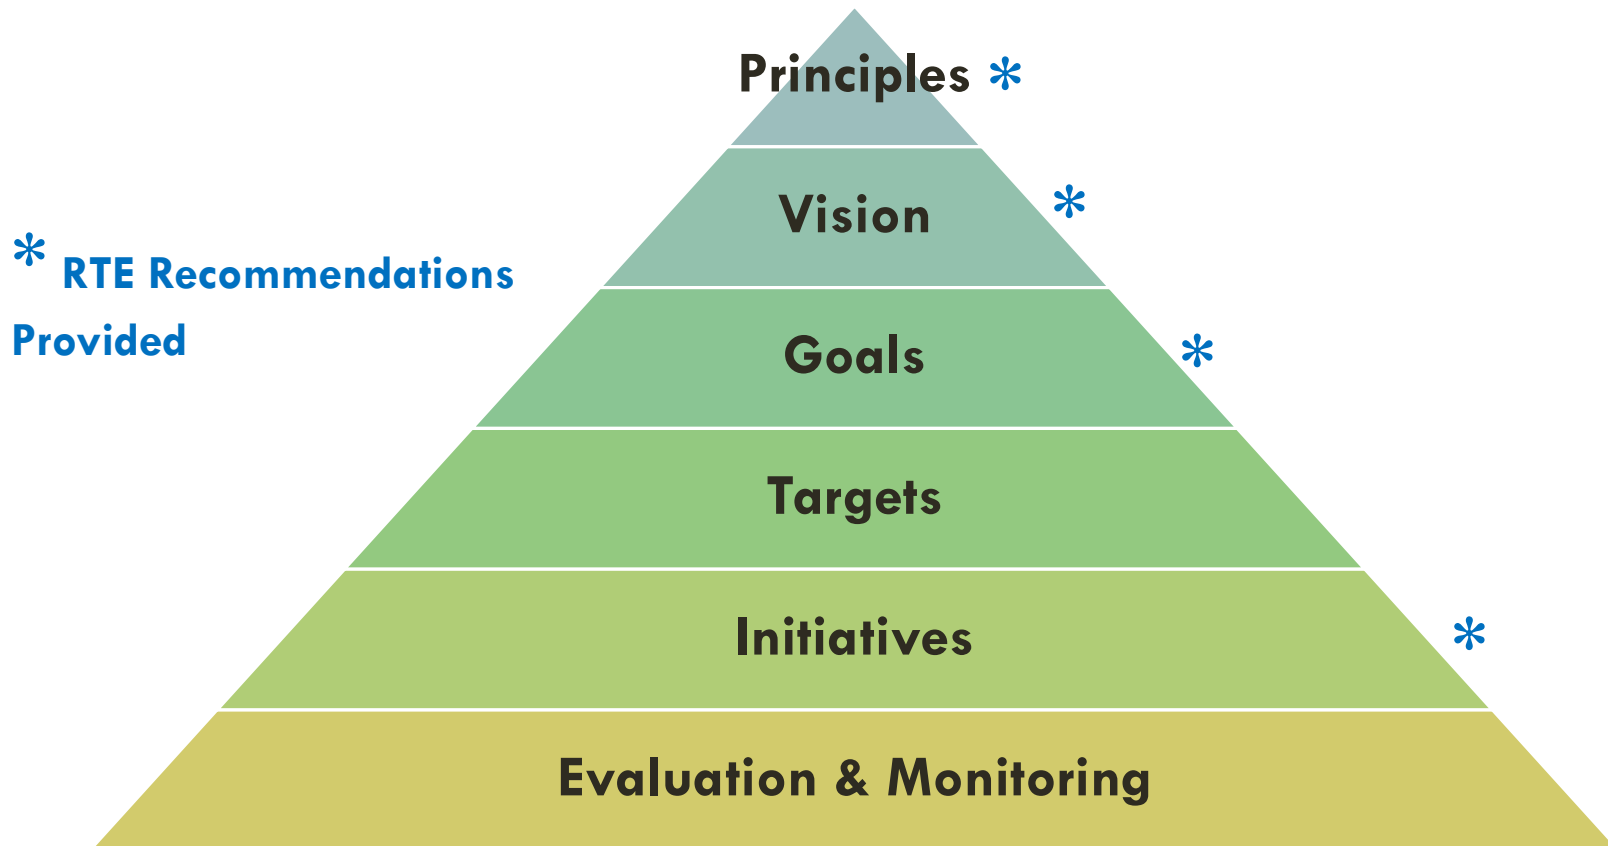 Principles *
Vision *
* RTE Recommendations
Provided
Goals *
Targets
Initiatives *
Evaluation & Monitoring